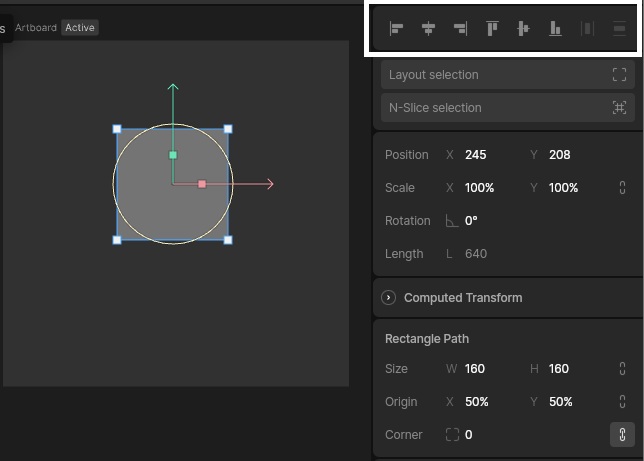 s Artboard Active
Layout selection
N-Slice selection
Position X 245 Y 208
Scale X 100% Y 100%
Rotation 0°
Length L 640
Computed Transform
Rectangle Path
Size W 160 H 160
Origin X 50% Y 50%
Corner 0